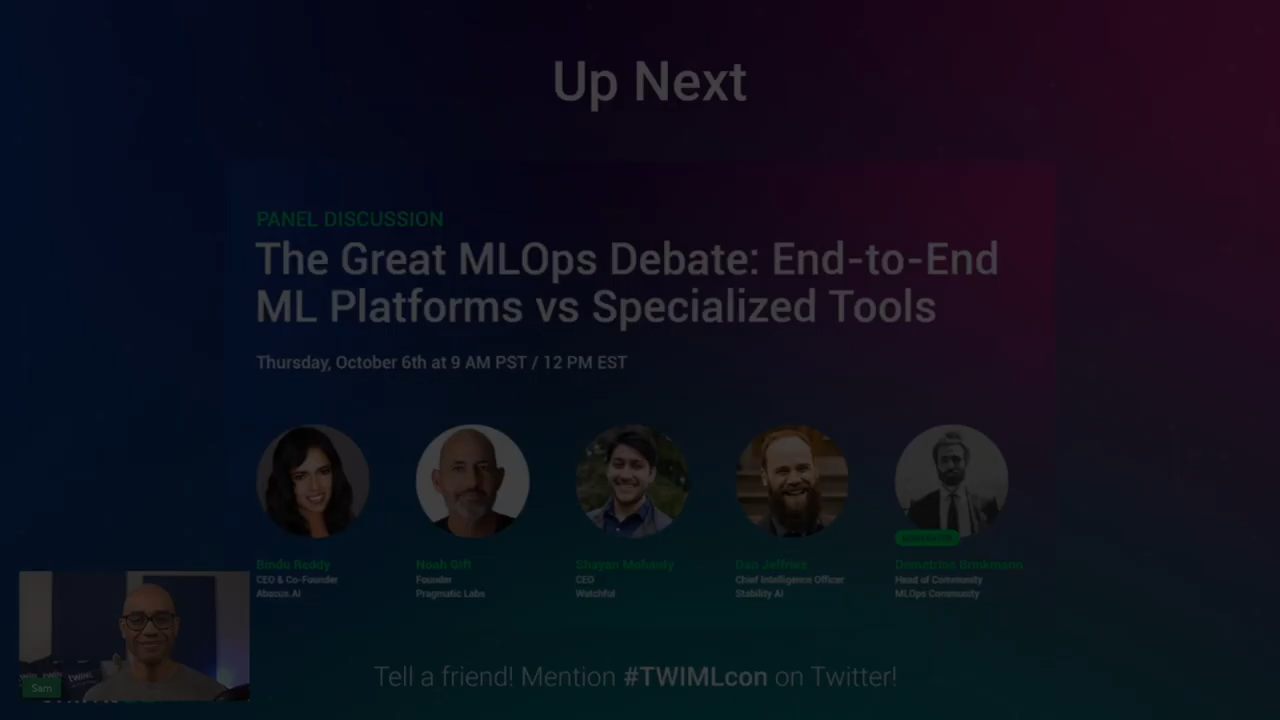 Up Next
PANEL DISCUSSION
The Great MLOps Debate: End-to-End
ML Platforms vs Specialized Tools
Thursday, October 6th at 9 AM PST / 12 PM EST
Bindu Reddy
CEO & Co-Founder
Abacus.AI
Noah Gift
Founder
Pragmatic Labs
Shayan Mohanty
CEO
Watchful
Dan Jeffries
Chief Intelligence Officer
Stability AI
MODERATOR
Demetrios Brinkmann
Head of Community
MLOps Community
Sam
Tell a friend! Mention #TWIMLcon on Twitter!